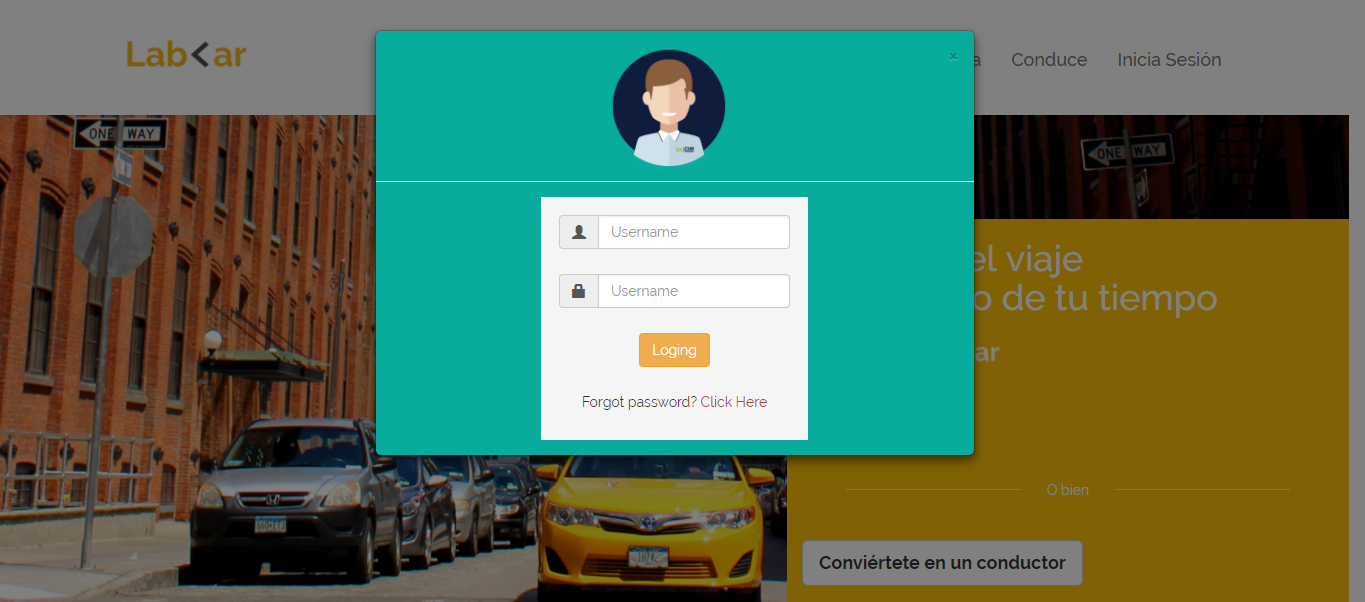 Lab<ar
a
Conduce
Inicia Sesión
×
ONE WAY
ONE WAY
Username
Username
Loging
Forgot password? Click Here
el viaje
o de tu tiempo
ar
O bien
Conviértete en un conductor